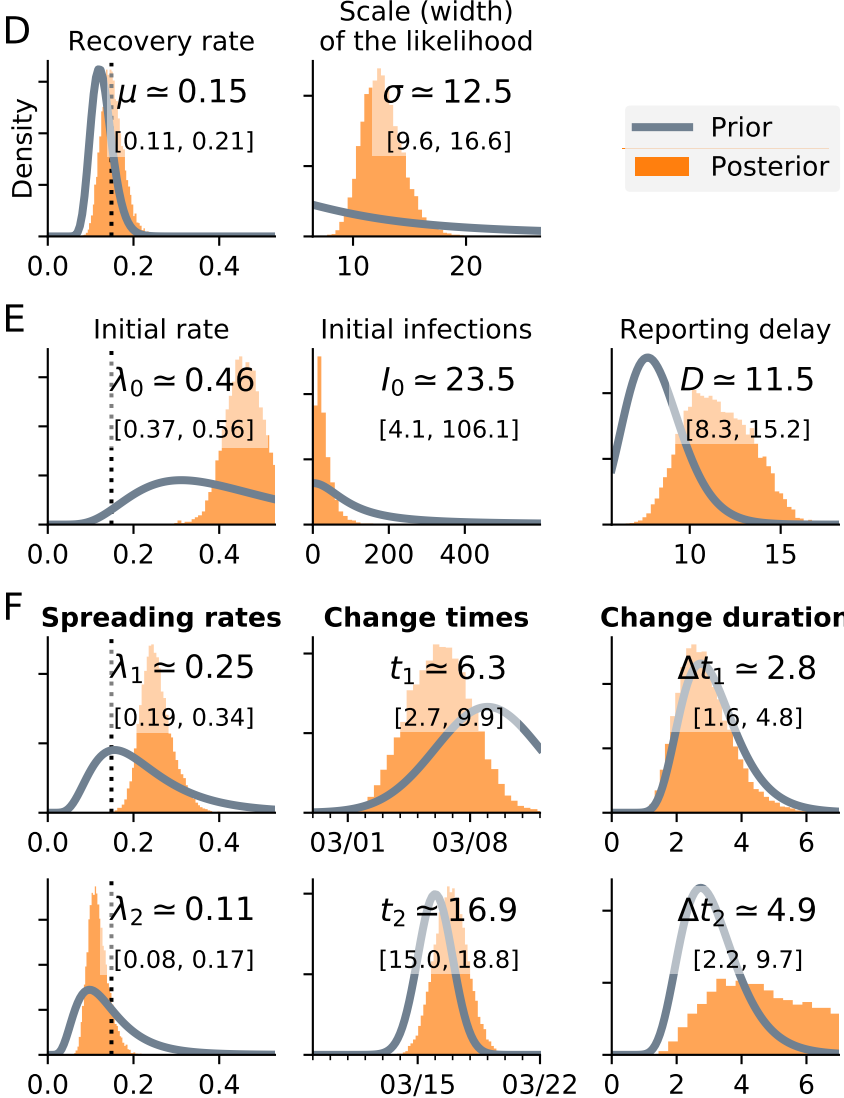 D
Recovery rate
Scale (width)
of the likelihood
Density
μ ≃ 0.15
[0.11, 0.21]
σ ≃ 12.5
[9.6, 16.6]
Prior
Posterior
0.0 0.2 0.4
10 20
E
Initial rate
Initial infections
Reporting delay
λ0 ≃ 0.46
[0.37, 0.56]
I0 ≃ 23.5
[4.1, 106.1]
D ≃ 11.5
[8.3, 15.2]
0.0 0.2 0.4
0 200 400
10 15
F
Spreading rates
Change times
Change duration
λ1 ≃ 0.25
[0.19, 0.34]
t1 ≃ 6.3
[2.7, 9.9]
Δt1 ≃ 2.8
[1.6, 4.8]
0.0 0.2 0.4
03/01 03/08
0 2 4 6
λ2 ≃ 0.11
[0.08, 0.17]
t2 ≃ 16.9
[15.0, 18.8]
Δt2 ≃ 4.9
[2.2, 9.7]
0.0 0.2 0.4
03/15 03/22
0 2 4 6